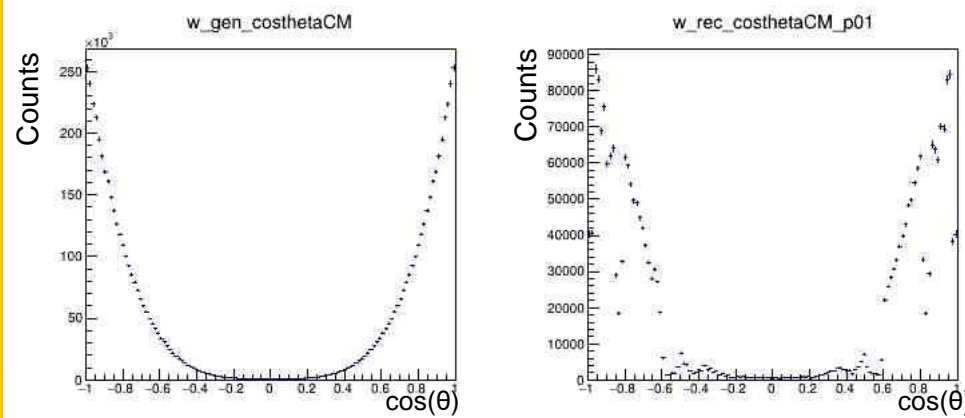 w_gen_costhetaCM
×10³
Counts
250
200
150
100
50
0
-1 -0.8 -0.6 -0.4 -0.2 0 0.2 0.4 0.6 0.8 1
cos(θ)
w_rec_costhetaCM_p01
Counts
90000
80000
70000
60000
50000
40000
30000
20000
10000
0
-1 -0.8 -0.6 -0.4 -0.2 0 0.2 0.4 0.6 0.8 1
cos(θ)